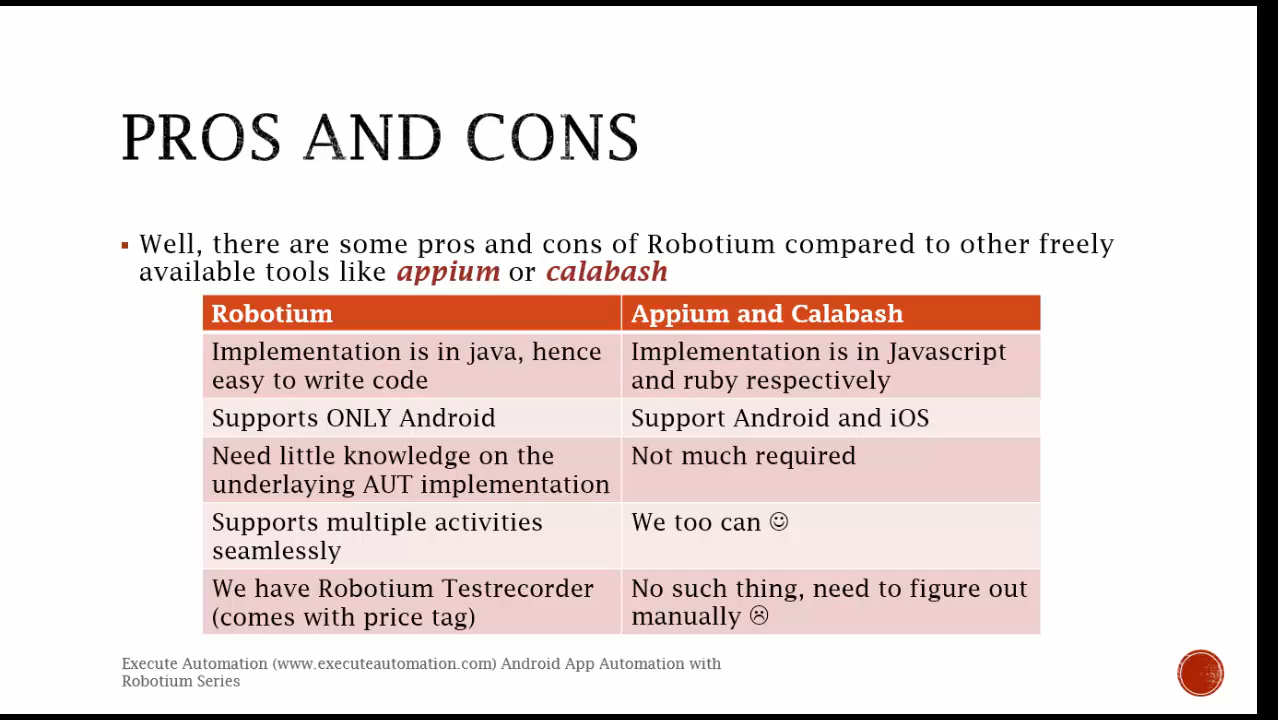 PROS AND CONS
▪ Well, there are some pros and cons of Robotium compared to other freely
available tools like appium or calabash
Robotium
Appium and Calabash
Implementation is in java, hence
easy to write code
Implementation is in Javascript
and ruby respectively
Supports ONLY Android
Support Android and iOS
Need little knowledge on the
underlaying AUT implementation
Not much required
Supports multiple activities
seamlessly
We too can ☺
We have Robotium Testrecorder
(comes with price tag)
No such thing, need to figure out
manually ☹
Execute Automation (www.executeautomation.com) Android App Automation with
Robotium Series